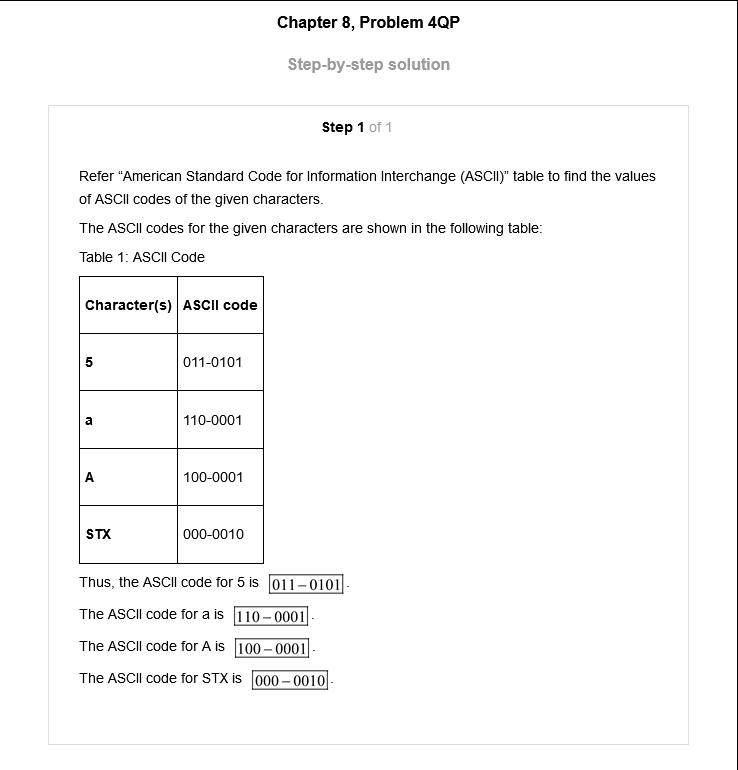 Chapter 8, Problem 4QP
Step-by-step solution
Step 1 of 1
Refer “American Standard Code for Information Interchange (ASCII)” table to find the values
of ASCII codes of the given characters.
The ASCII codes for the given characters are shown in the following table:
Table 1: ASCII Code
Character(s) ASCII code
5 011-0101
a 110-0001
A 100-0001
STX 000-0010
Thus, the ASCII code for 5 is 011–0101.
The ASCII code for a is 110–0001.
The ASCII code for A is 100–0001.
The ASCII code for STX is 000–0010.